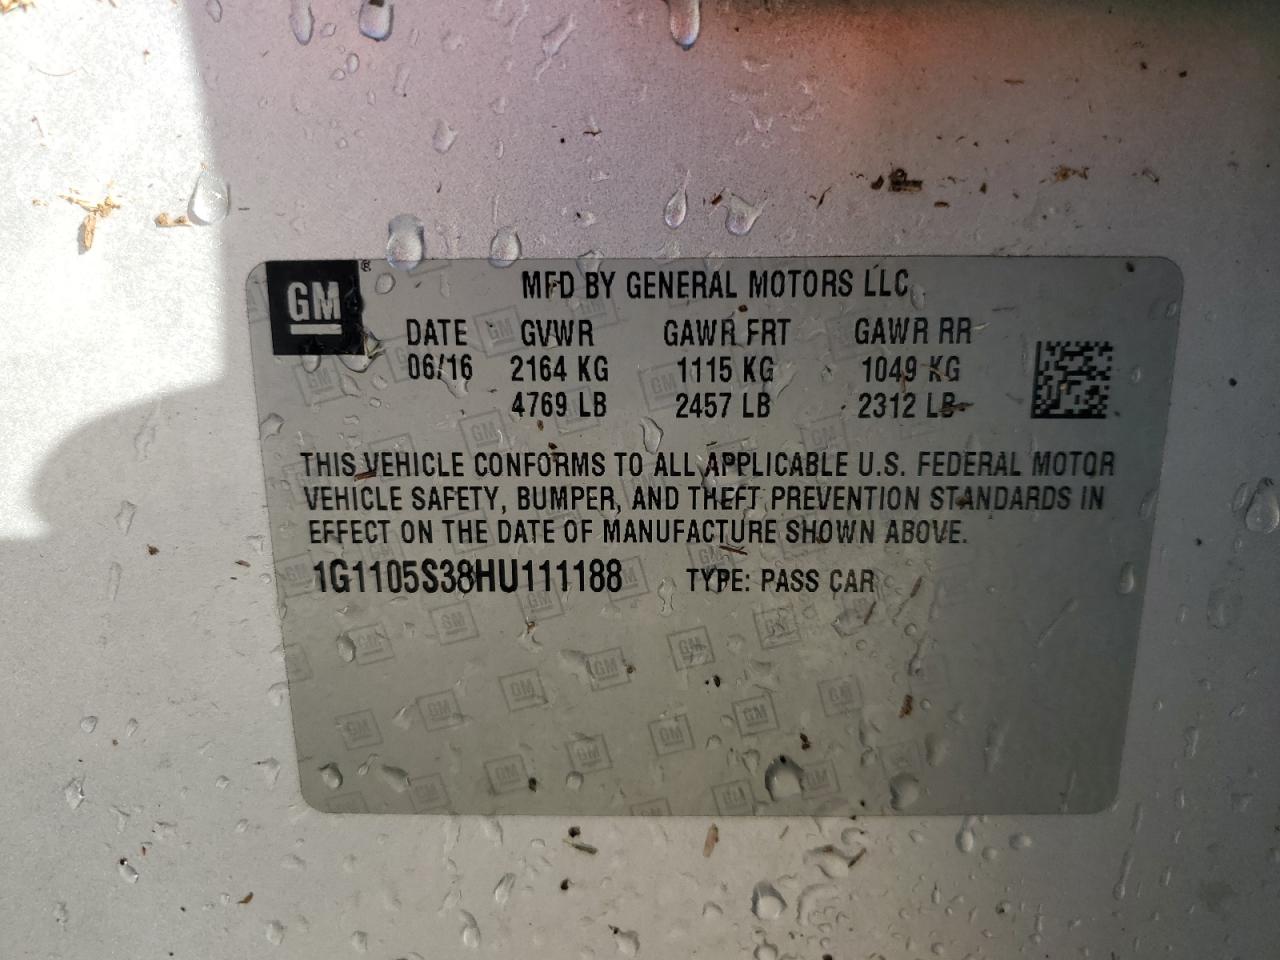 GM ®
MFD BY GENERAL MOTORS LLC
DATE GVWR GAWR FRT GAWR RR
06/16 2164 KG 1115 KG 1049 KG
4769 LB 2457 LB 2312 LB
THIS VEHICLE CONFORMS TO ALL APPLICABLE U.S. FEDERAL MOTOR
VEHICLE SAFETY, BUMPER, AND THEFT PREVENTION STANDARDS IN
EFFECT ON THE DATE OF MANUFACTURE SHOWN ABOVE.
1G1105S38HU111188 TYPE: PASS CAR